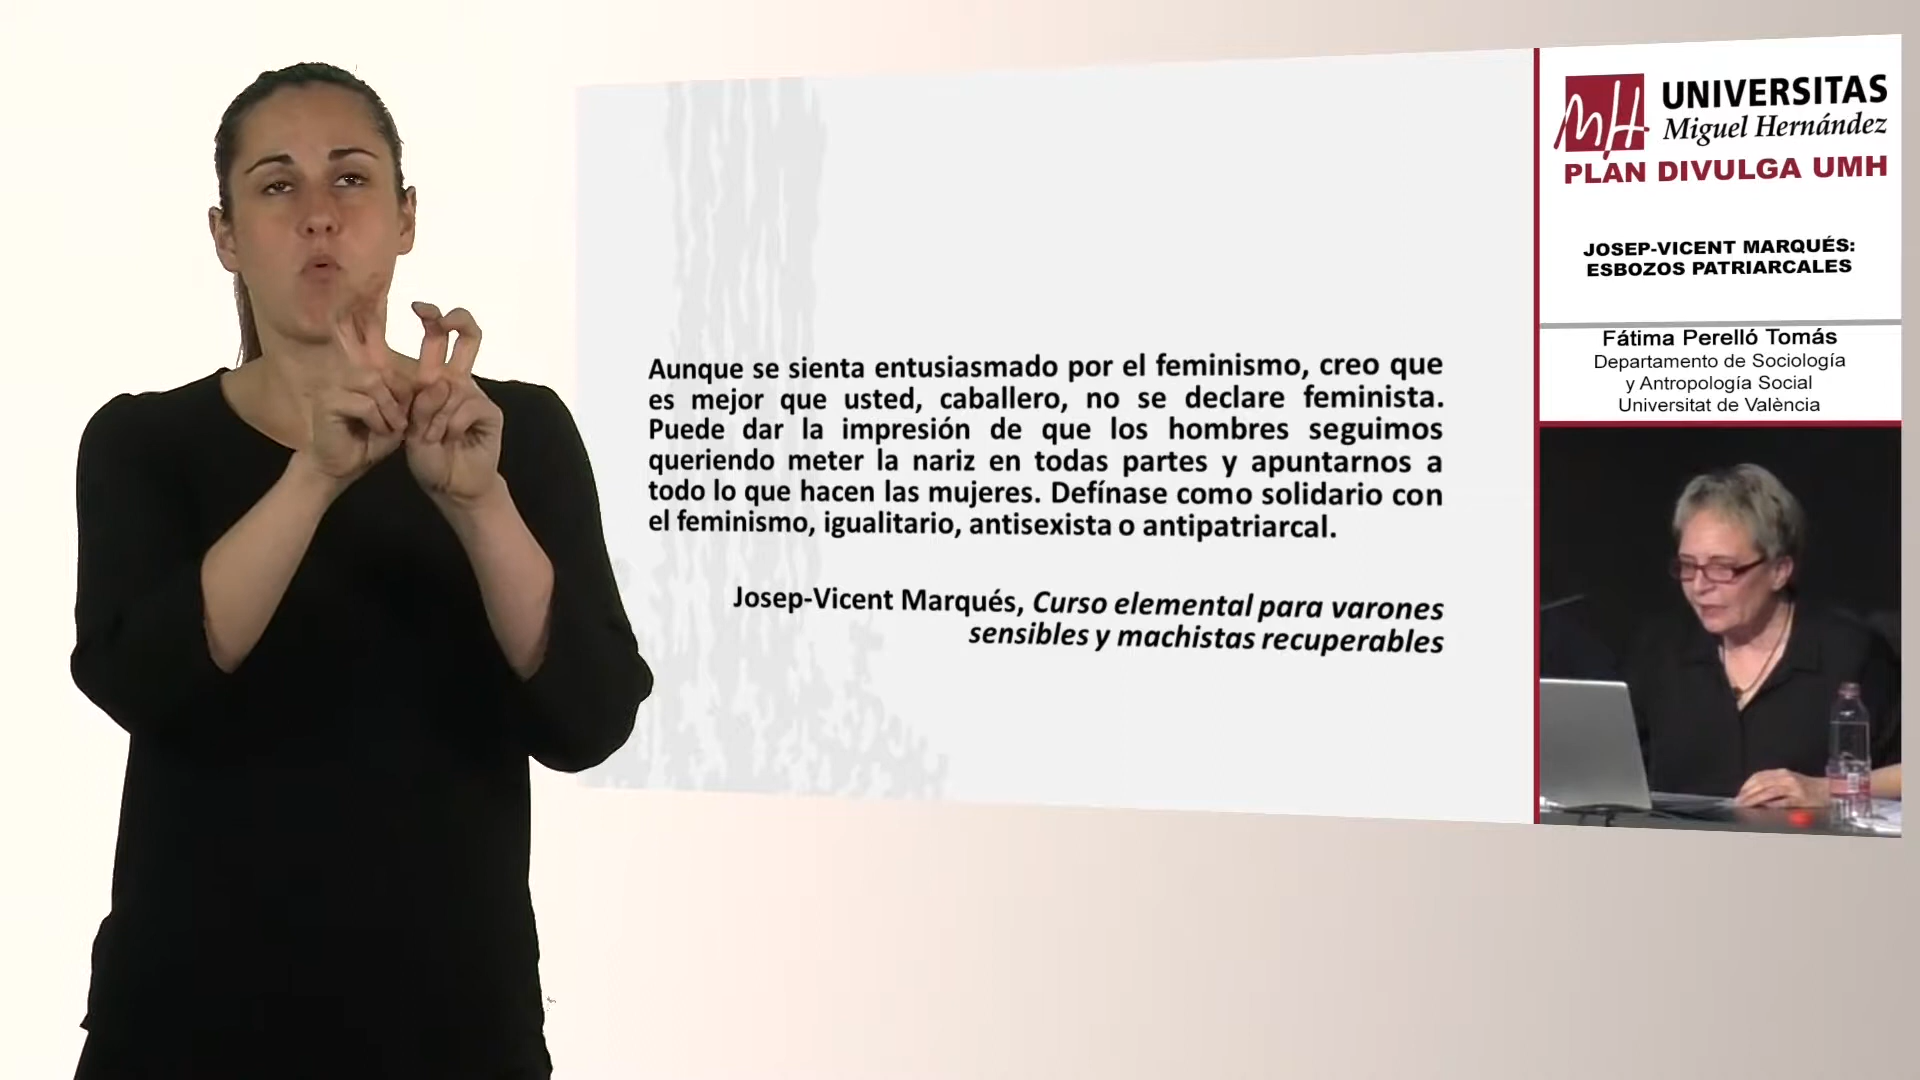 Aunque se sienta entusiasmado por el feminismo, creo que
es mejor que usted, caballero, no se declare feminista.
Puede dar la impresión de que los hombres seguimos
queriendo meter la nariz en todas partes y apuntarnos a
todo lo que hacen las mujeres. Defínase como solidario con
el feminismo, igualitario, antisexista o antipatriarcal.
Josep-Vicent Marqués, Curso elemental para varones
sensibles y machistas recuperables
MH
UNIVERSITAS
Miguel Hernández
PLAN DIVULGA UMH
JOSEP-VICENT MARQUÉS:
ESBOZOS PATRIARCALES
Fátima Perelló Tomás
Departamento de Sociología
y Antropología Social
Universitat de València